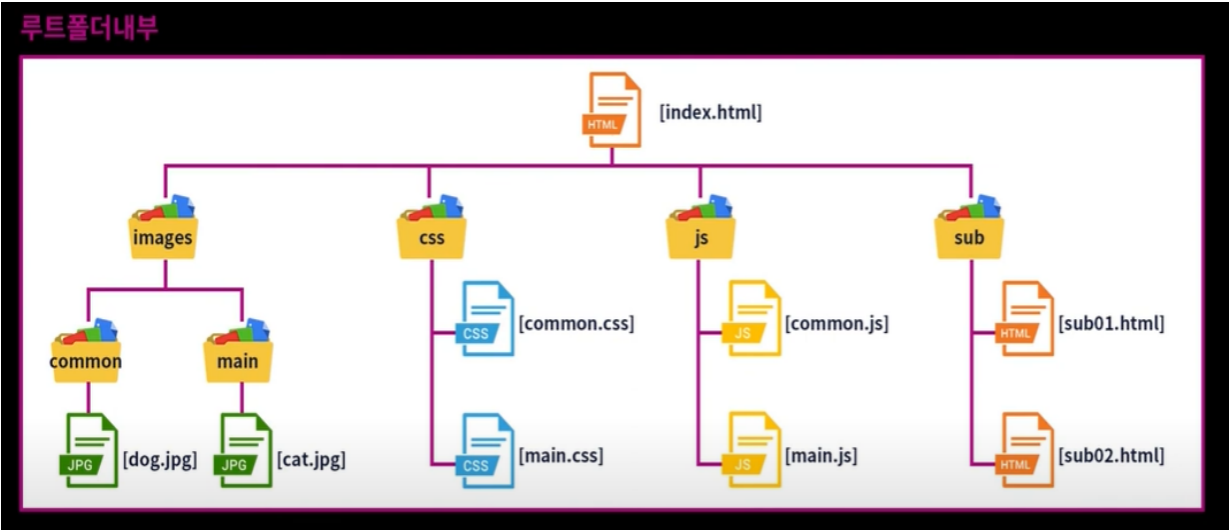 루트폴더내부
HTML [index.html]
images css js sub
CSS [common.css] JS [common.js] HTML [sub01.html]
common main
JPG [dog.jpg] JPG [cat.jpg] CSS [main.css] JS [main.js] HTML [sub02.html]